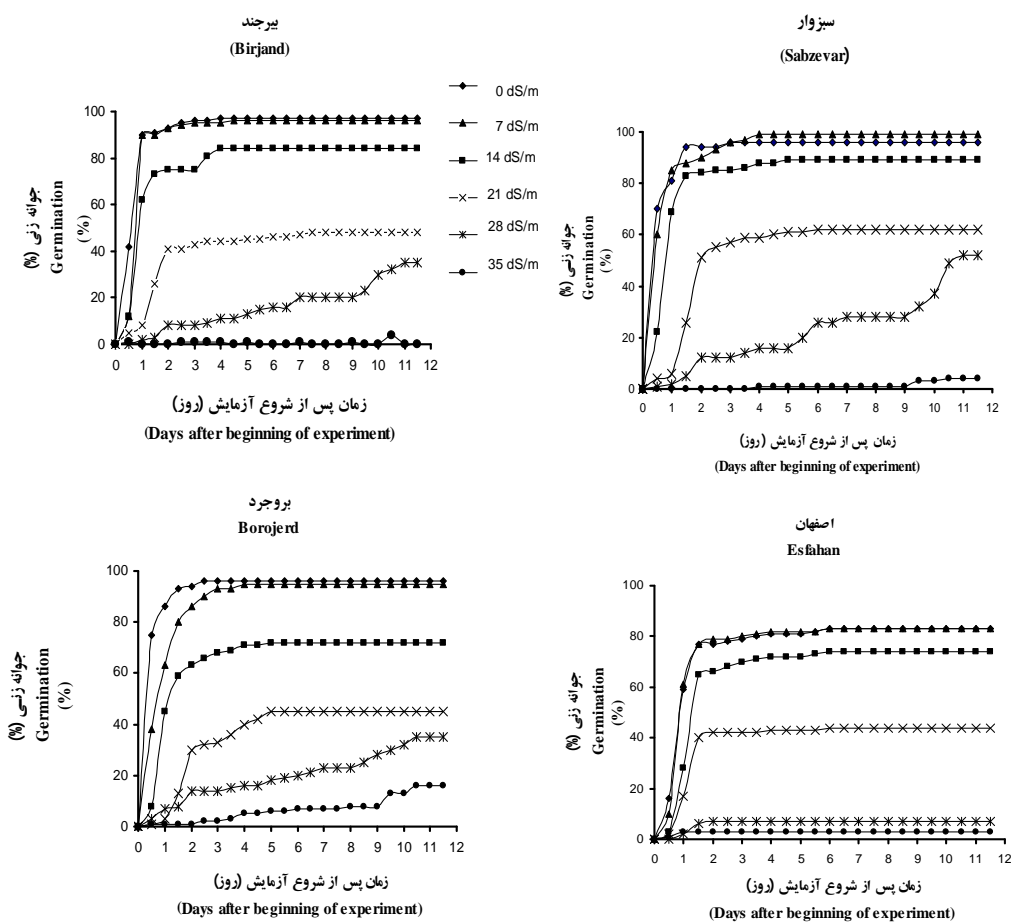 بیرجند
(Birjand)
100
80
60
40
20
0
جوانه زنی (%)
Germination
(%)
0 1 2 3 4 5 6 7 8 9 10 11 12
زمان پس از شروع آزمایش (روز)
(Days after beginning of experiment)
0 dS/m
7 dS/m
14 dS/m
21 dS/m
28 dS/m
35 dS/m
سبزوار
(Sabzevar)
100
80
60
40
20
0
جوانه زنی (%)
Germination
(%)
0 1 2 3 4 5 6 7 8 9 10 11 12
زمان پس از شروع آزمایش (روز)
(Days after beginning of experiment)
بروجرد
Borojerd
100
80
60
40
20
0
جوانه زنی (%)
Germination
(%)
0 1 2 3 4 5 6 7 8 9 10 11 12
زمان پس از شروع آزمایش (روز)
(Days after beginning of experiment)
اصفهان
Esfahan
100
80
60
40
20
0
جوانه زنی (%)
Germination
(%)
0 1 2 3 4 5 6 7 8 9 10 11 12
زمان پس از شروع آزمایش (روز)
(Days after beginning of experiment)